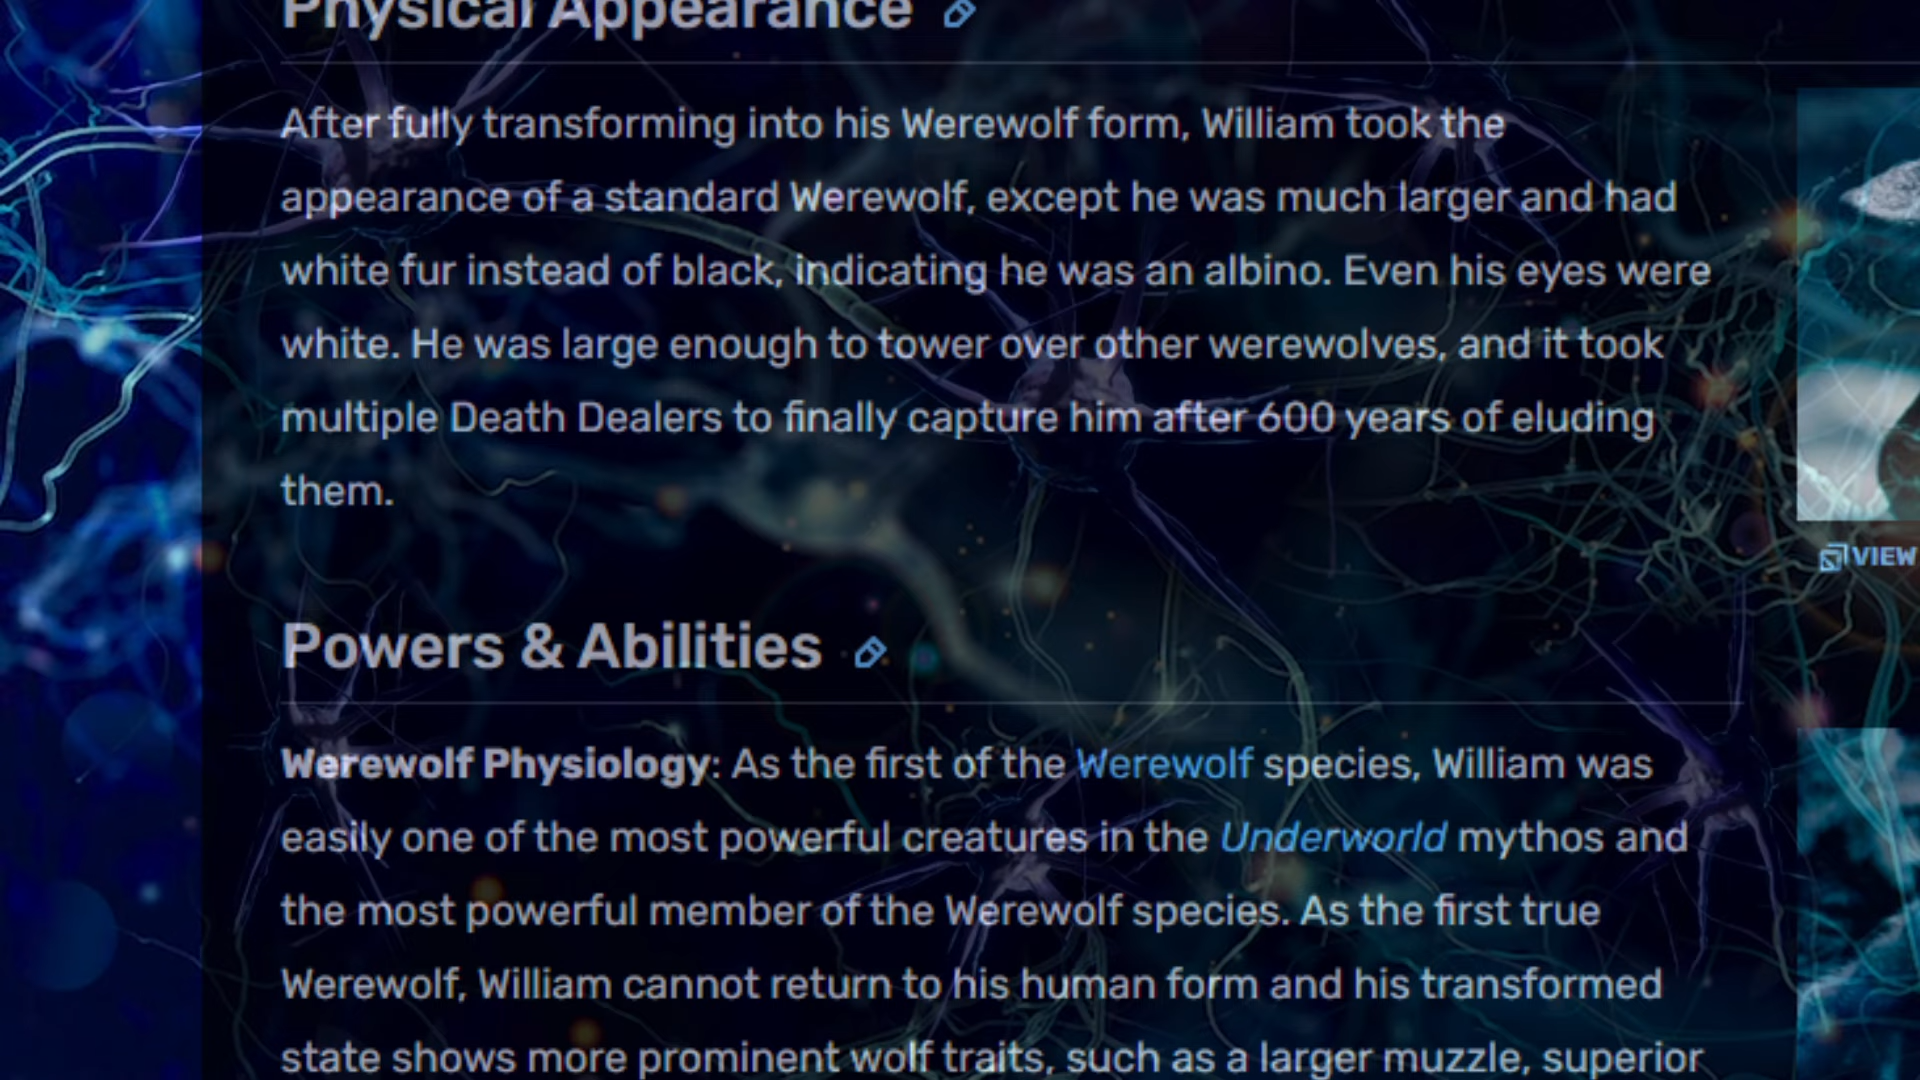 Physical Appearance
After fully transforming into his Werewolf form, William took the
appearance of a standard Werewolf, except he was much larger and had
white fur instead of black, indicating he was an albino. Even his eyes were
white. He was large enough to tower over other werewolves, and it took
multiple Death Dealers to finally capture him after 600 years of eluding
them.
VIEW
Powers & Abilities
Werewolf Physiology: As the first of the Werewolf species, William was
easily one of the most powerful creatures in the Underworld mythos and
the most powerful member of the Werewolf species. As the first true
Werewolf, William cannot return to his human form and his transformed
state shows more prominent wolf traits, such as a larger muzzle, superior